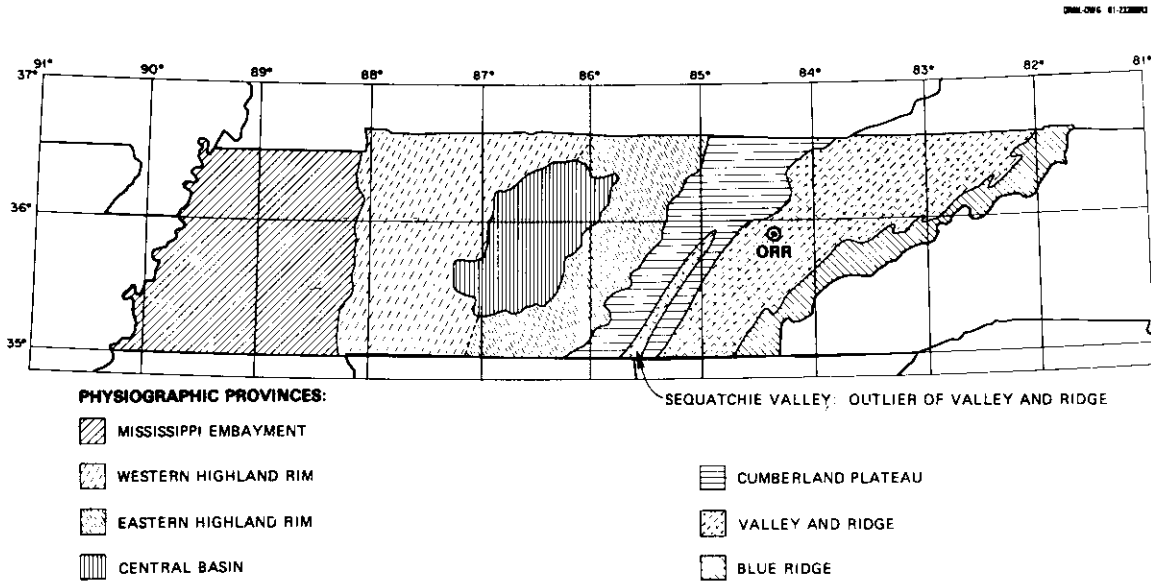 91° 90° 89° 88° 87° 86° 85° 84° 83° 82° 81°
37°
36°
ORR
35°
SEQUATCHIE VALLEY: OUTLIER OF VALLEY AND RIDGE
PHYSIOGRAPHIC PROVINCES:
MISSISSIPPI EMBAYMENT
WESTERN HIGHLAND RIM
EASTERN HIGHLAND RIM
CENTRAL BASIN
CUMBERLAND PLATEAU
VALLEY AND RIDGE
BLUE RIDGE